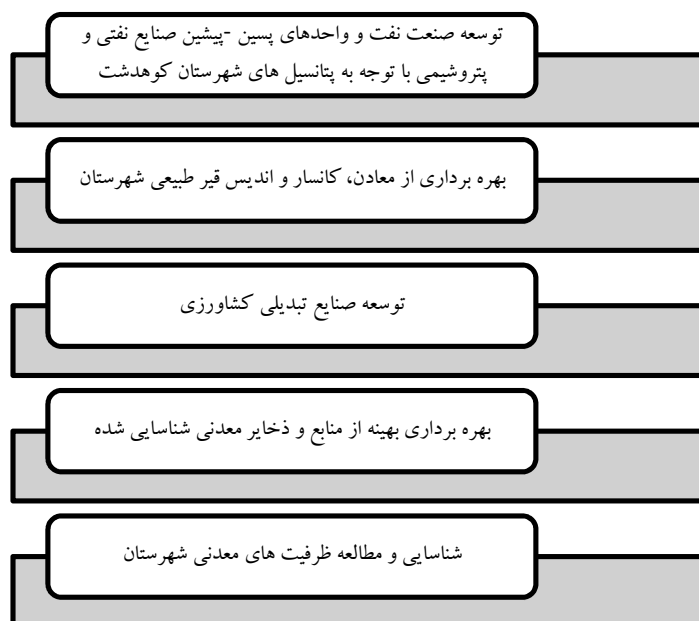 توسعه صنعت نفت و واحدهای پسین -پیشین صنایع نفتی و
پتروشیمی با توجه به پتانسیل های شهرستان کوهدشت
بهره برداری از معادن، کانسار و اندیس قیر طبیعی شهرستان
توسعه صنایع تبدیلی کشاورزی
بهره برداری بهینه از منابع و ذخایر معدنی شناسایی شده
شناسایی و مطالعه ظرفیت های معدنی شهرستان